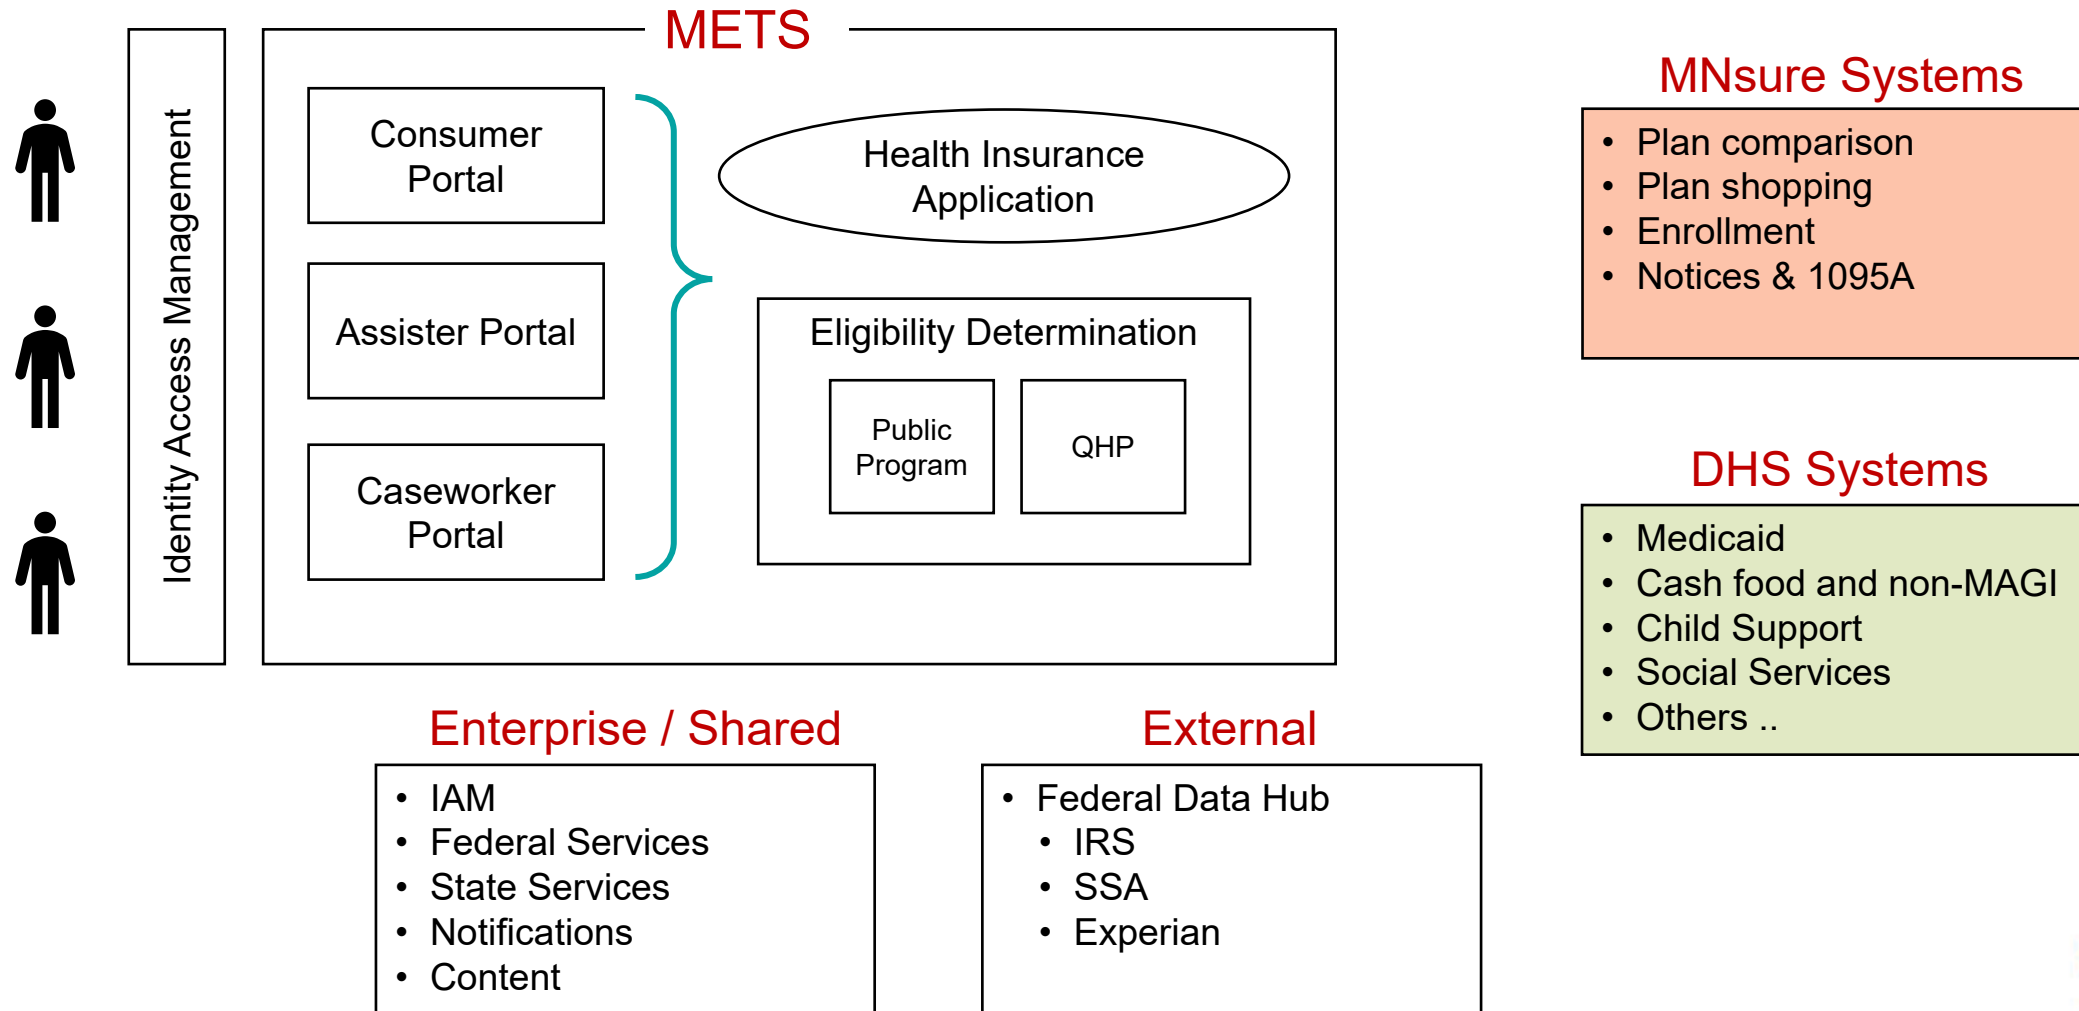 METS
Identity Access Management
Consumer
Portal
Assister Portal
Caseworker
Portal
Health Insurance
Application
Eligibility Determination
Public
Program
QHP
MNsure Systems
• Plan comparison
• Plan shopping
• Enrollment
• Notices & 1095A
DHS Systems
• Medicaid
• Cash food and non-MAGI
• Child Support
• Social Services
• Others ..
Enterprise / Shared
• IAM
• Federal Services
• State Services
• Notifications
• Content
External
• Federal Data Hub
• IRS
• SSA
• Experian